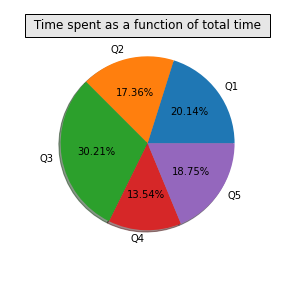 Time spent as a function of total time
Q2
Q1
17.36%
20.14%
Q3
30.21%
18.75%
13.54%
Q5
Q4